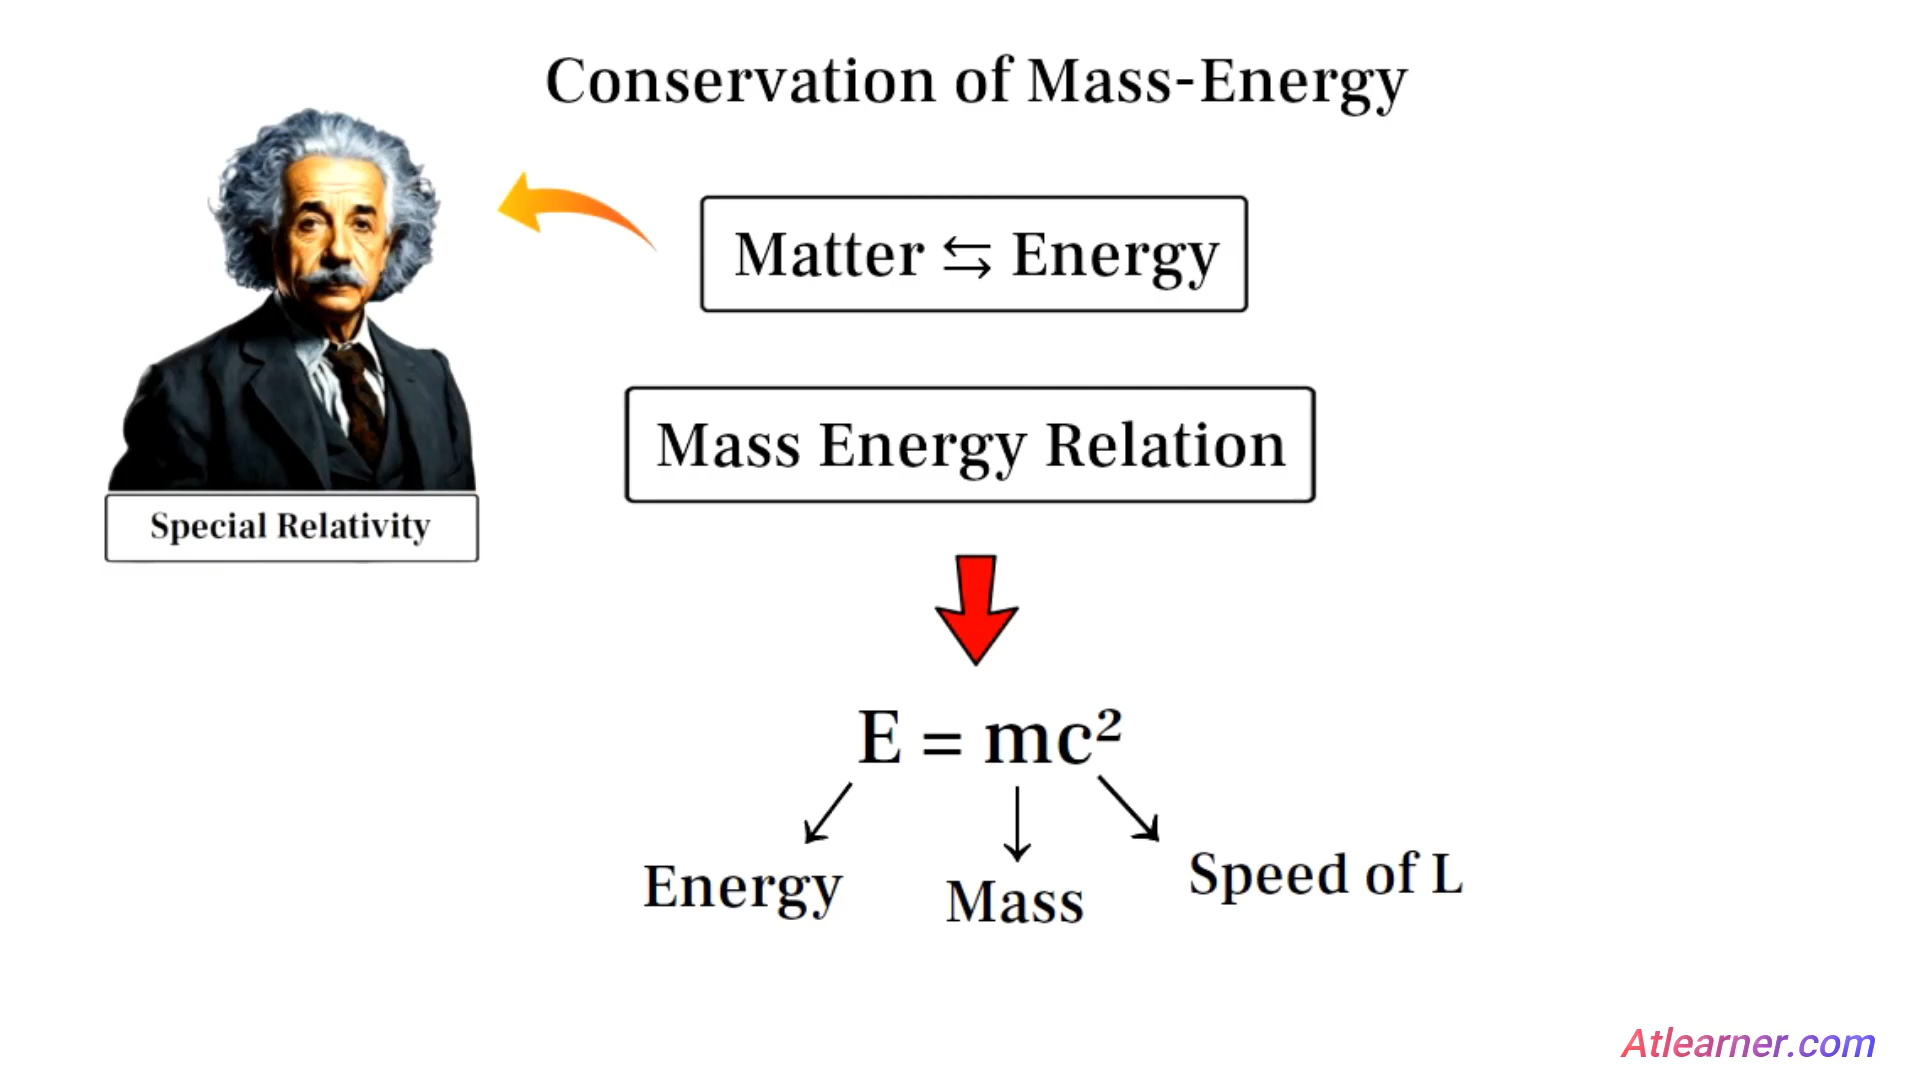 Conservation of Mass-Energy
Matter ⇆ Energy
Mass Energy Relation
Special Relativity
E = mc²
Energy
Mass
Speed of L
Atlearner.com